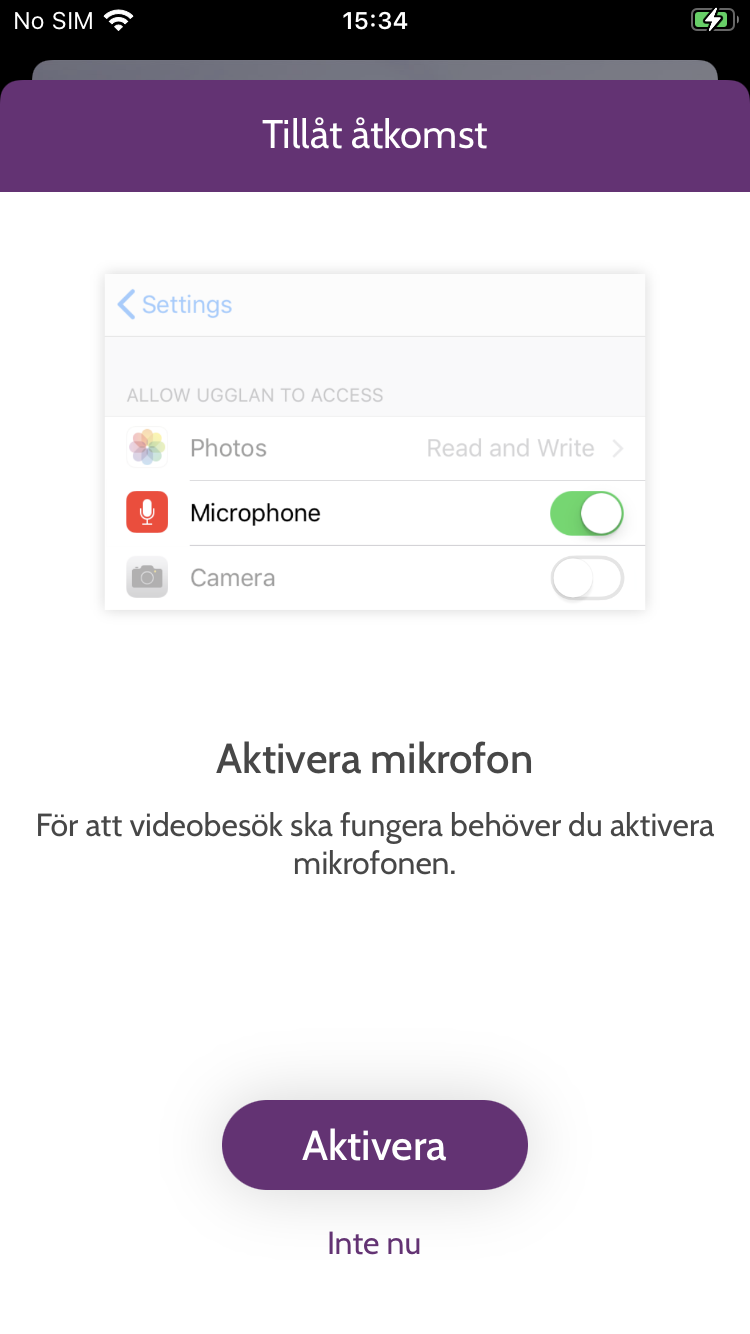 No SIM 15:34
Tillåt åtkomst
Settings
ALLOW UGGLAN TO ACCESS
Photos Read and Write
Microphone
Camera
Aktivera mikrofon
För att videobesök ska fungera behöver du aktivera
mikrofonen.
Aktivera
Inte nu